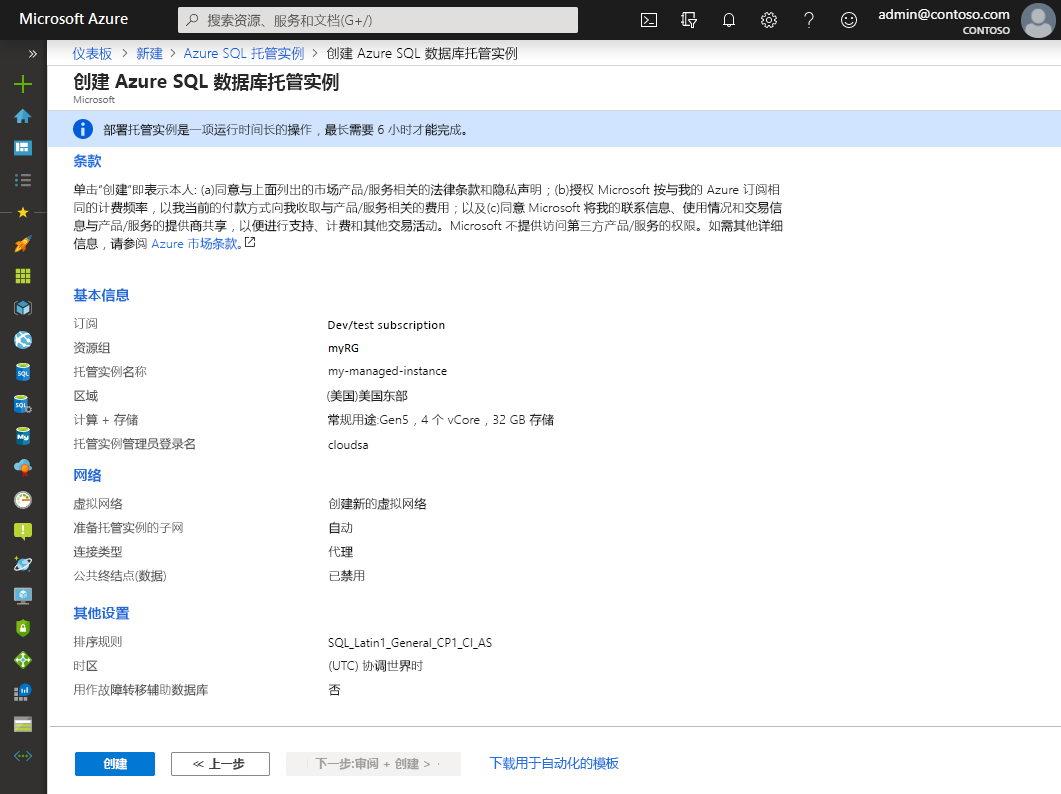 Microsoft Azure
搜索资源、服务和文档(G+/)
admin@contoso.com
CONTOSO
仪表板 > 新建 > Azure SQL 托管实例 > 创建 Azure SQL 数据库托管实例
创建 Azure SQL 数据库托管实例
Microsoft
部署托管实例是一项运行时间长的操作，最长需要 6 小时才能完成。
条款
单击“创建”即表示本人: (a)同意与上面列出的市场产品/服务相关的法律条款和隐私声明；(b)授权 Microsoft 按与我的 Azure 订阅相
同的计费频率，以我当前的付款方式向我收取与产品/服务相关的费用；以及(c)同意 Microsoft 将我的联系信息、使用情况和交易信
息与产品/服务的提供商共享，以便进行支持、计费和其他交易活动。Microsoft 不提供访问第三方产品/服务的权限。如需其他详细
信息，请参阅 Azure 市场条款。
基本信息
订阅 Dev/test subscription
资源组 myRG
托管实例名称 my-managed-instance
区域 (美国)美国东部
计算 + 存储 常规用途:Gen5，4 个 vCore，32 GB 存储
托管实例管理员登录名 cloudsa
网络
虚拟网络 创建新的虚拟网络
准备托管实例的子网 自动
连接类型 代理
公共终结点(数据) 已禁用
其他设置
排序规则 SQL_Latin1_General_CP1_CI_AS
时区 (UTC) 协调世界时
用作故障转移辅助数据库 否
创建 << 上一步 下一步:审阅 + 创建 > 下载用于自动化的模板